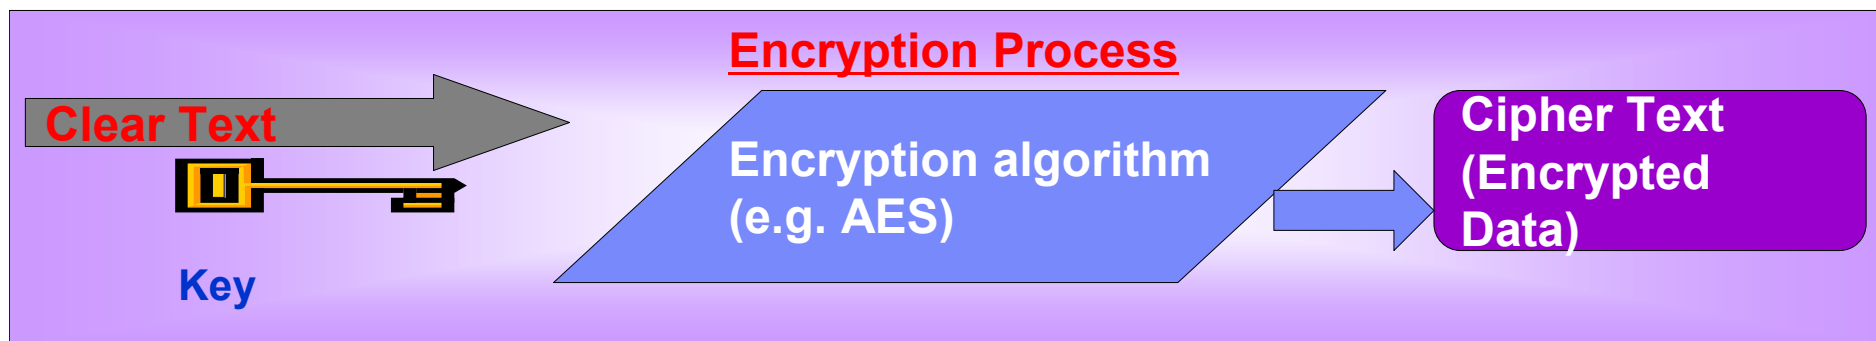 Encryption Process
Clear Text
Key
Encryption algorithm
(e.g. AES)
Cipher Text
(Encrypted
Data)